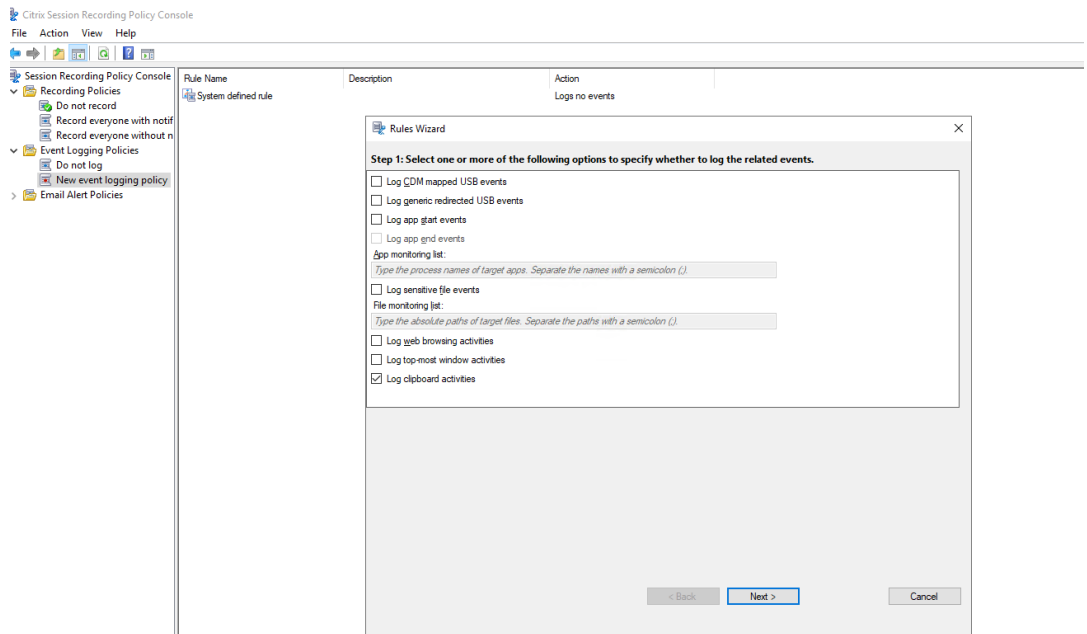 Citrix Session Recording Policy Console
File Action View Help
Session Recording Policy Console
Recording Policies
Do not record
Record everyone with notif
Record everyone without n
Event Logging Policies
Do not log
New event logging policy
Email Alert Policies
Rule Name Description Action
System defined rule Logs no events
Rules Wizard
Step 1: Select one or more of the following options to specify whether to log the related events.
Log CDM mapped USB events
Log generic redirected USB events
Log app start events
Log app end events
App monitoring list:
Type the process names of target apps. Separate the names with a semicolon (;).
Log sensitive file events
File monitoring list:
Type the absolute paths of target files. Separate the paths with a semicolon (;).
Log web browsing activities
Log top-most window activities
Log clipboard activities
< Back Next > Cancel